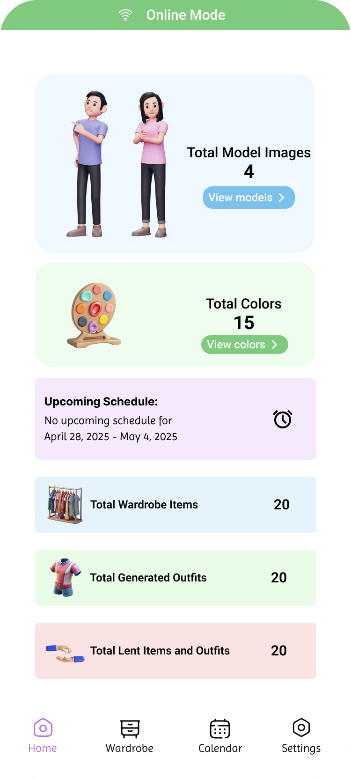 Online Mode
Total Model Images
4
View models
Total Colors
15
View colors
Upcoming Schedule:
No upcoming schedule for
April 28, 2025 - May 4, 2025
Total Wardrobe Items 20
Total Generated Outfits 20
Total Lent Items and Outfits 20
Home Wardrobe Calendar Settings